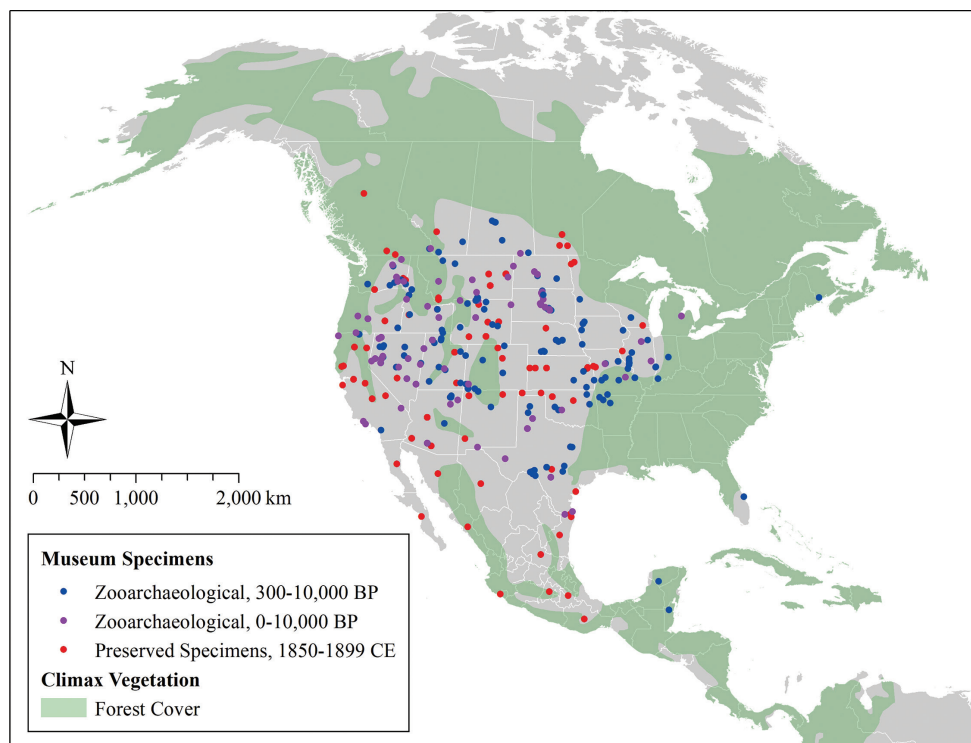 N
0 500 1,000 2,000 km
Museum Specimens
Zooarchaeological, 300-10,000 BP
Zooarchaeological, 0-10,000 BP
Preserved Specimens, 1850-1899 CE
Climax Vegetation
Forest Cover